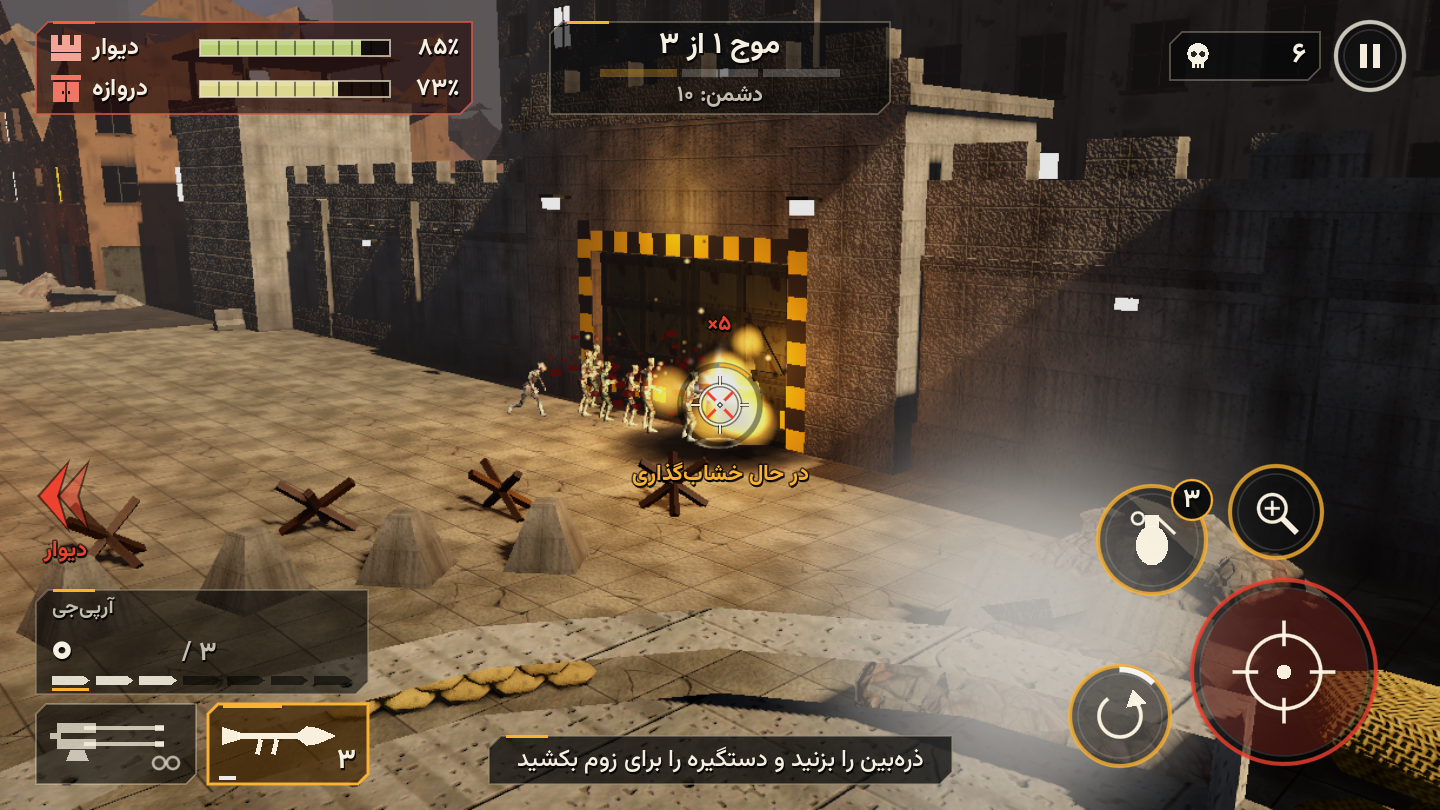 دیوار ۸۵٪
دروازه ۷۳٪
موج ۱ از ۳
دشمن: ۱۰
۶
×۵
در حال خشاب‌گذاری
دیوار
۳
آرپی‌جی
۰ / ۳
∞
۳
ذره‌بین را بزنید و دستگیره را برای زوم بکشید